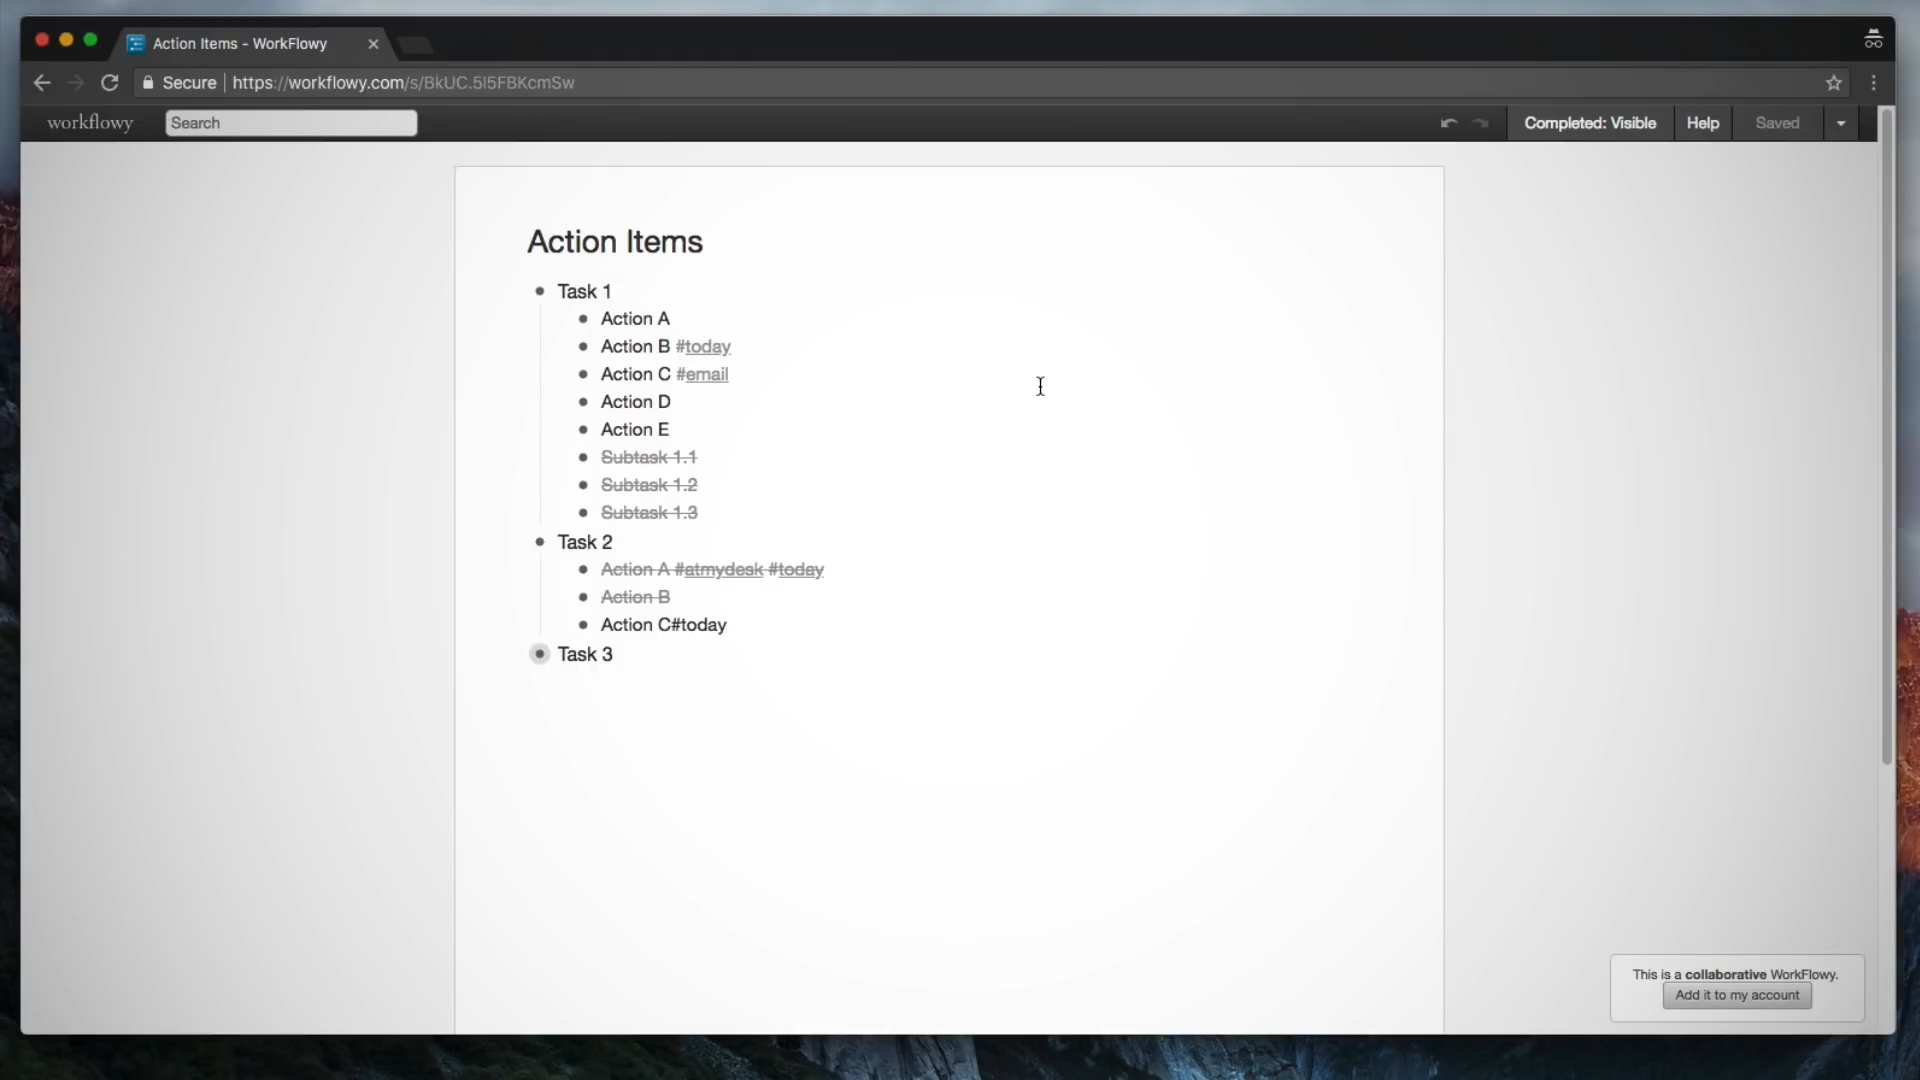 Action Items - WorkFlowy
Secure | https://workflowy.com/s/BkUC.5I5FBKcmSw
workflowy
Search
Completed: Visible
Help
Saved
Action Items
Task 1
Action A
Action B #today
Action C #email
Action D
Action E
Subtask 1.1
Subtask 1.2
Subtask 1.3
Task 2
Action A #atmydesk #today
Action B
Action C#today
Task 3
This is a collaborative WorkFlowy.
Add it to my account